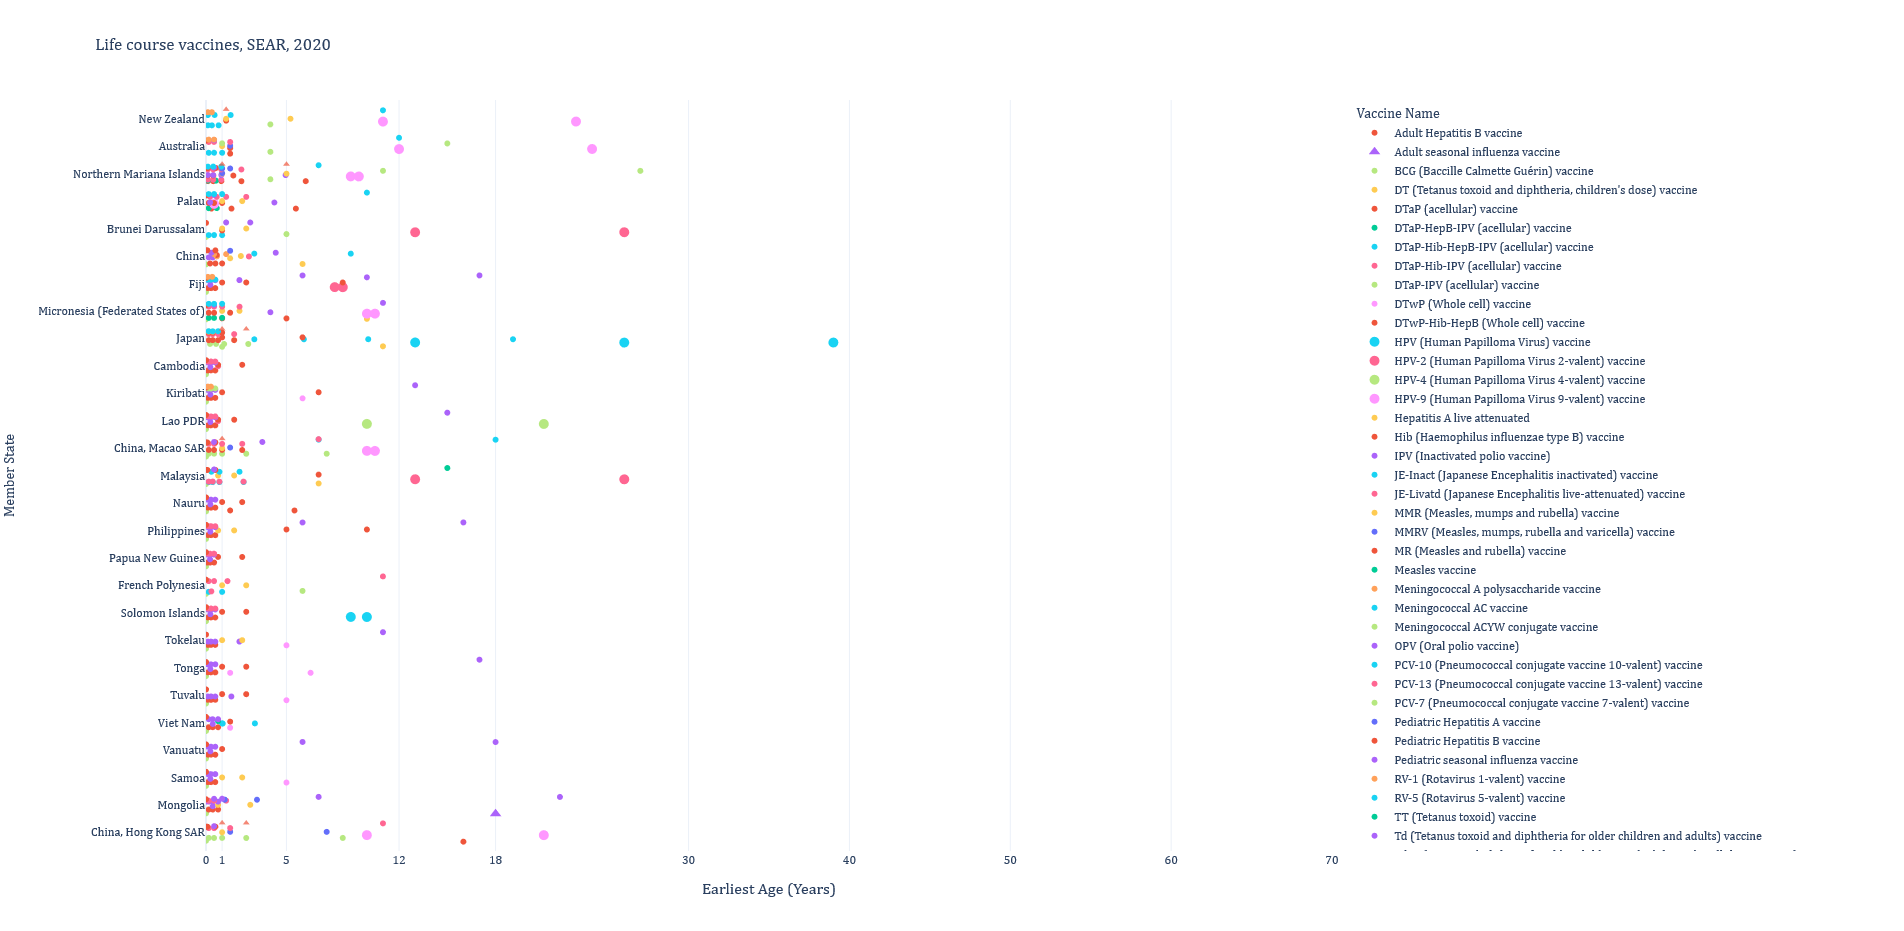 Life course vaccines, SEAR, 2020
Member State
New Zealand
Australia
Northern Mariana Islands
Palau
Brunei Darussalam
China
Fiji
Micronesia (Federated States of)
Japan
Cambodia
Kiribati
Lao PDR
China, Macao SAR
Malaysia
Nauru
Philippines
Papua New Guinea
French Polynesia
Solomon Islands
Tokelau
Tonga
Tuvalu
Viet Nam
Vanuatu
Samoa
Mongolia
China, Hong Kong SAR
0 1 5 12 18 30 40 50 60 70
Earliest Age (Years)
Vaccine Name
Adult Hepatitis B vaccine
Adult seasonal influenza vaccine
BCG (Baccille Calmette Guérin) vaccine
DT (Tetanus toxoid and diphtheria, children's dose) vaccine
DTaP (acellular) vaccine
DTaP-HepB-IPV (acellular) vaccine
DTaP-Hib-HepB-IPV (acellular) vaccine
DTaP-Hib-IPV (acellular) vaccine
DTaP-IPV (acellular) vaccine
DTwP (Whole cell) vaccine
DTwP-Hib-HepB (Whole cell) vaccine
HPV (Human Papilloma Virus) vaccine
HPV-2 (Human Papilloma Virus 2-valent) vaccine
HPV-4 (Human Papilloma Virus 4-valent) vaccine
HPV-9 (Human Papilloma Virus 9-valent) vaccine
Hepatitis A live attenuated
Hib (Haemophilus influenzae type B) vaccine
IPV (Inactivated polio vaccine)
JE-Inact (Japanese Encephalitis inactivated) vaccine
JE-Livatd (Japanese Encephalitis live-attenuated) vaccine
MMR (Measles, mumps and rubella) vaccine
MMRV (Measles, mumps, rubella and varicella) vaccine
MR (Measles and rubella) vaccine
Measles vaccine
Meningococcal A polysaccharide vaccine
Meningococcal AC vaccine
Meningococcal ACYW conjugate vaccine
OPV (Oral polio vaccine)
PCV-10 (Pneumococcal conjugate vaccine 10-valent) vaccine
PCV-13 (Pneumococcal conjugate vaccine 13-valent) vaccine
PCV-7 (Pneumococcal conjugate vaccine 7-valent) vaccine
Pediatric Hepatitis A vaccine
Pediatric Hepatitis B vaccine
Pediatric seasonal influenza vaccine
RV-1 (Rotavirus 1-valent) vaccine
RV-5 (Rotavirus 5-valent) vaccine
TT (Tetanus toxoid) vaccine
Td (Tetanus toxoid and diphtheria for older children and adults) vaccine